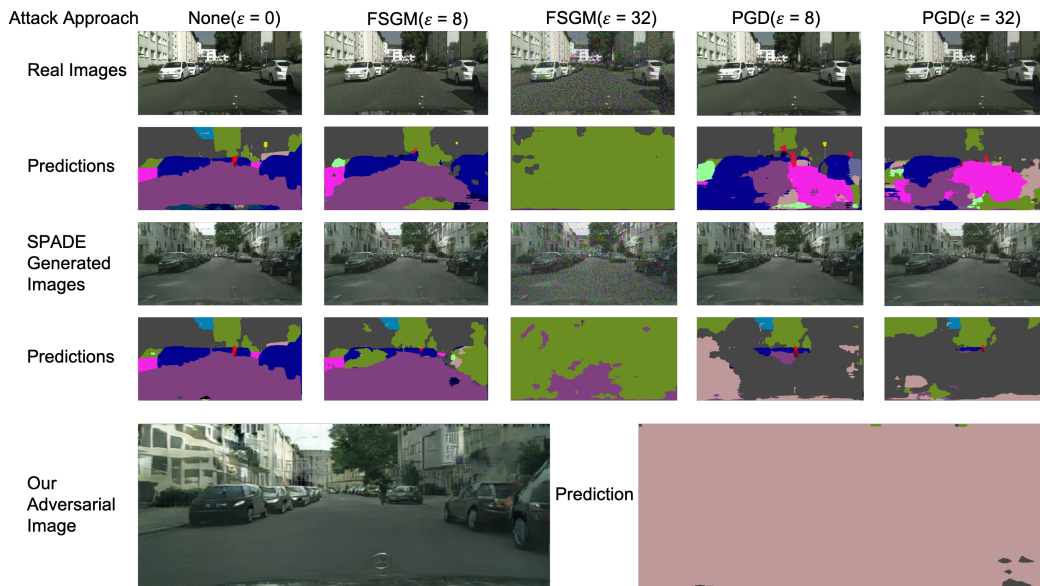 Attack Approach
None(ε = 0)
FSGM(ε = 8)
FSGM(ε = 32)
PGD(ε = 8)
PGD(ε = 32)
Real Images
Predictions
SPADE
Generated
Images
Predictions
Our
Adversarial
Image
Prediction